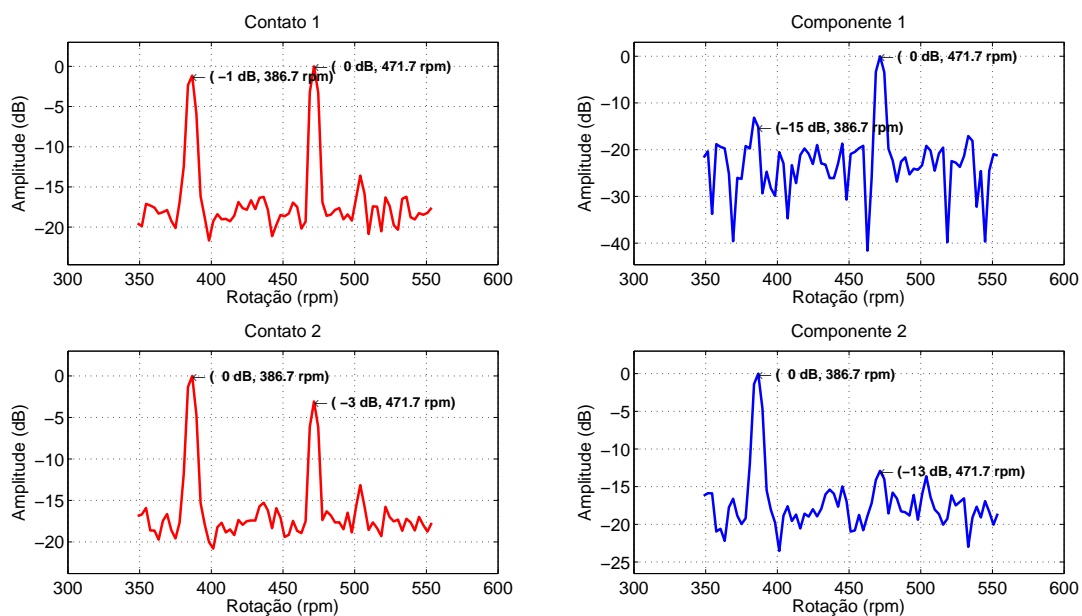 Contato 1
Amplitude (dB)
0
−5
−10
−15
−20
(  0 dB, 471.7 rpm)
( −1 dB, 386.7 rpm)
300 350 400 450 500 550 600
Rotação (rpm)
Componente 1
Amplitude (dB)
0
−10
−20
−30
−40
(  0 dB, 471.7 rpm)
(−15 dB, 386.7 rpm)
300 350 400 450 500 550 600
Rotação (rpm)
Contato 2
Amplitude (dB)
0
−5
−10
−15
−20
(  0 dB, 386.7 rpm)
( −3 dB, 471.7 rpm)
300 350 400 450 500 550 600
Rotação (rpm)
Componente 2
Amplitude (dB)
0
−5
−10
−15
−20
−25
(  0 dB, 386.7 rpm)
(−13 dB, 471.7 rpm)
300 350 400 450 500 550 600
Rotação (rpm)